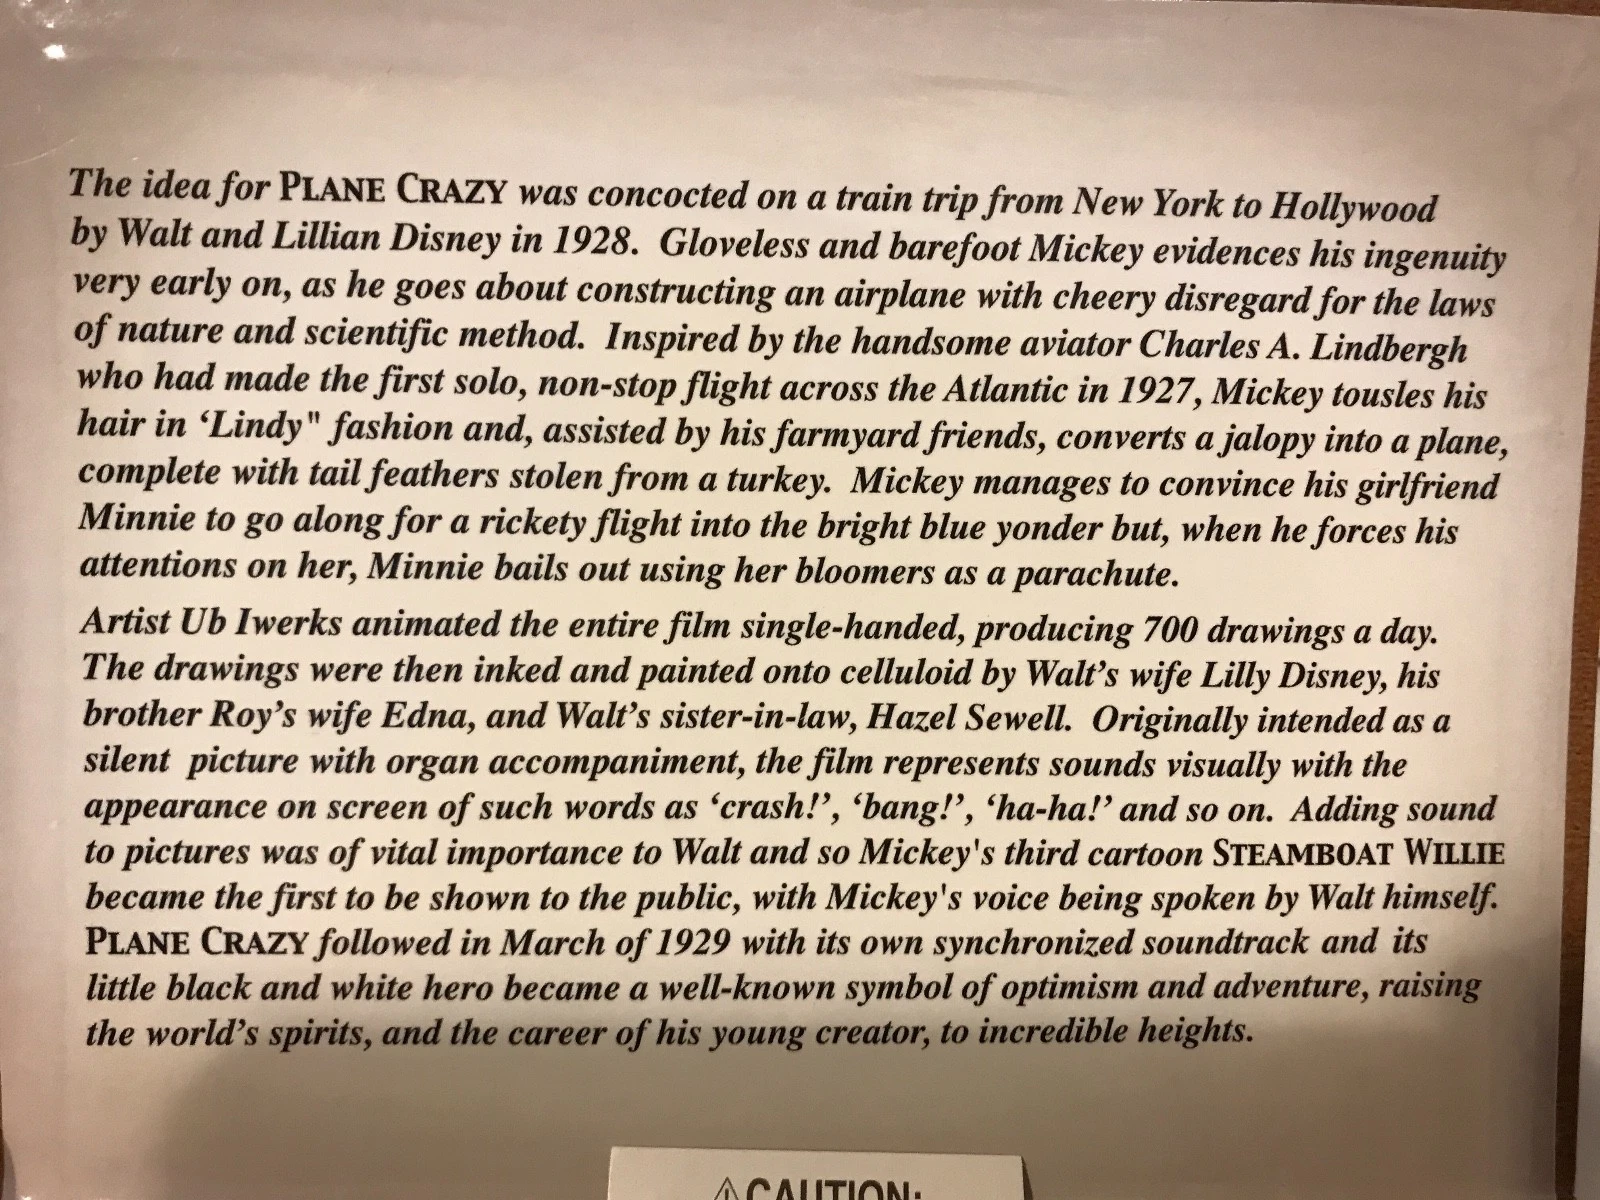 The idea for PLANE CRAZY was concocted on a train trip from New York to Hollywood
by Walt and Lillian Disney in 1928. Gloveless and barefoot Mickey evidences his ingenuity
very early on, as he goes about constructing an airplane with cheery disregard for the laws
of nature and scientific method. Inspired by the handsome aviator Charles A. Lindbergh
who had made the first solo, non-stop flight across the Atlantic in 1927, Mickey tousles his
hair in ‘Lindy" fashion and, assisted by his farmyard friends, converts a jalopy into a plane,
complete with tail feathers stolen from a turkey. Mickey manages to convince his girlfriend
Minnie to go along for a rickety flight into the bright blue yonder but, when he forces his
attentions on her, Minnie bails out using her bloomers as a parachute.
Artist Ub Iwerks animated the entire film single-handed, producing 700 drawings a day.
The drawings were then inked and painted onto celluloid by Walt’s wife Lilly Disney, his
brother Roy’s wife Edna, and Walt’s sister-in-law, Hazel Sewell. Originally intended as a
silent picture with organ accompaniment, the film represents sounds visually with the
appearance on screen of such words as ‘crash!’, ‘bang!’, ‘ha-ha!’ and so on. Adding sound
to pictures was of vital importance to Walt and so Mickey's third cartoon STEAMBOAT WILLIE
became the first to be shown to the public, with Mickey's voice being spoken by Walt himself.
PLANE CRAZY followed in March of 1929 with its own synchronized soundtrack and its
little black and white hero became a well-known symbol of optimism and adventure, raising
the world’s spirits, and the career of his young creator, to incredible heights.
⚠CAUTION: